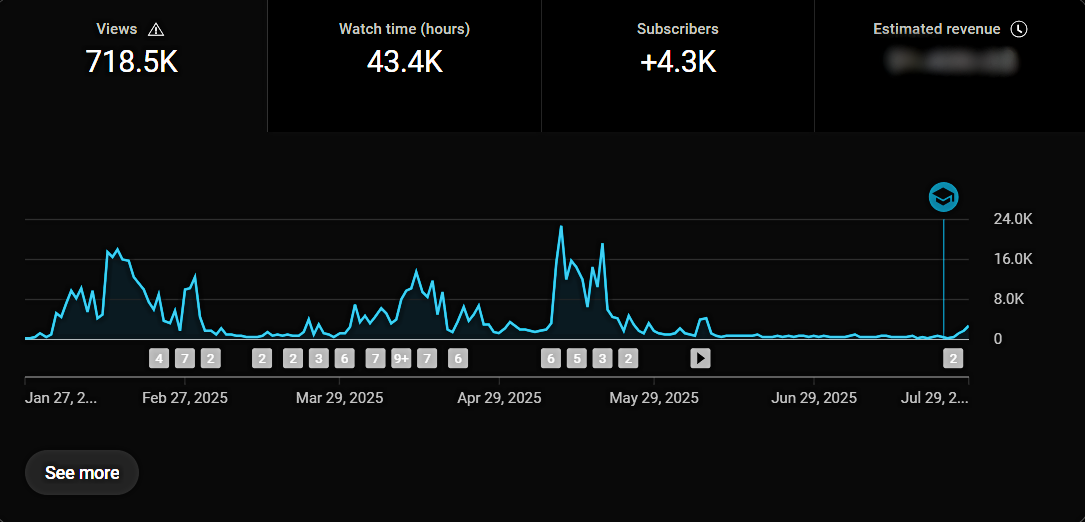 Views
718.5K
Watch time (hours)
43.4K
Subscribers
+4.3K
Estimated revenue
24.0K
16.0K
8.0K
0
4 7 2 2 2 3 6 7 9+ 7 6 6 5 3 2 2
Jan 27, 2... Feb 27, 2025 Mar 29, 2025 Apr 29, 2025 May 29, 2025 Jun 29, 2025 Jul 29, 2...
See more